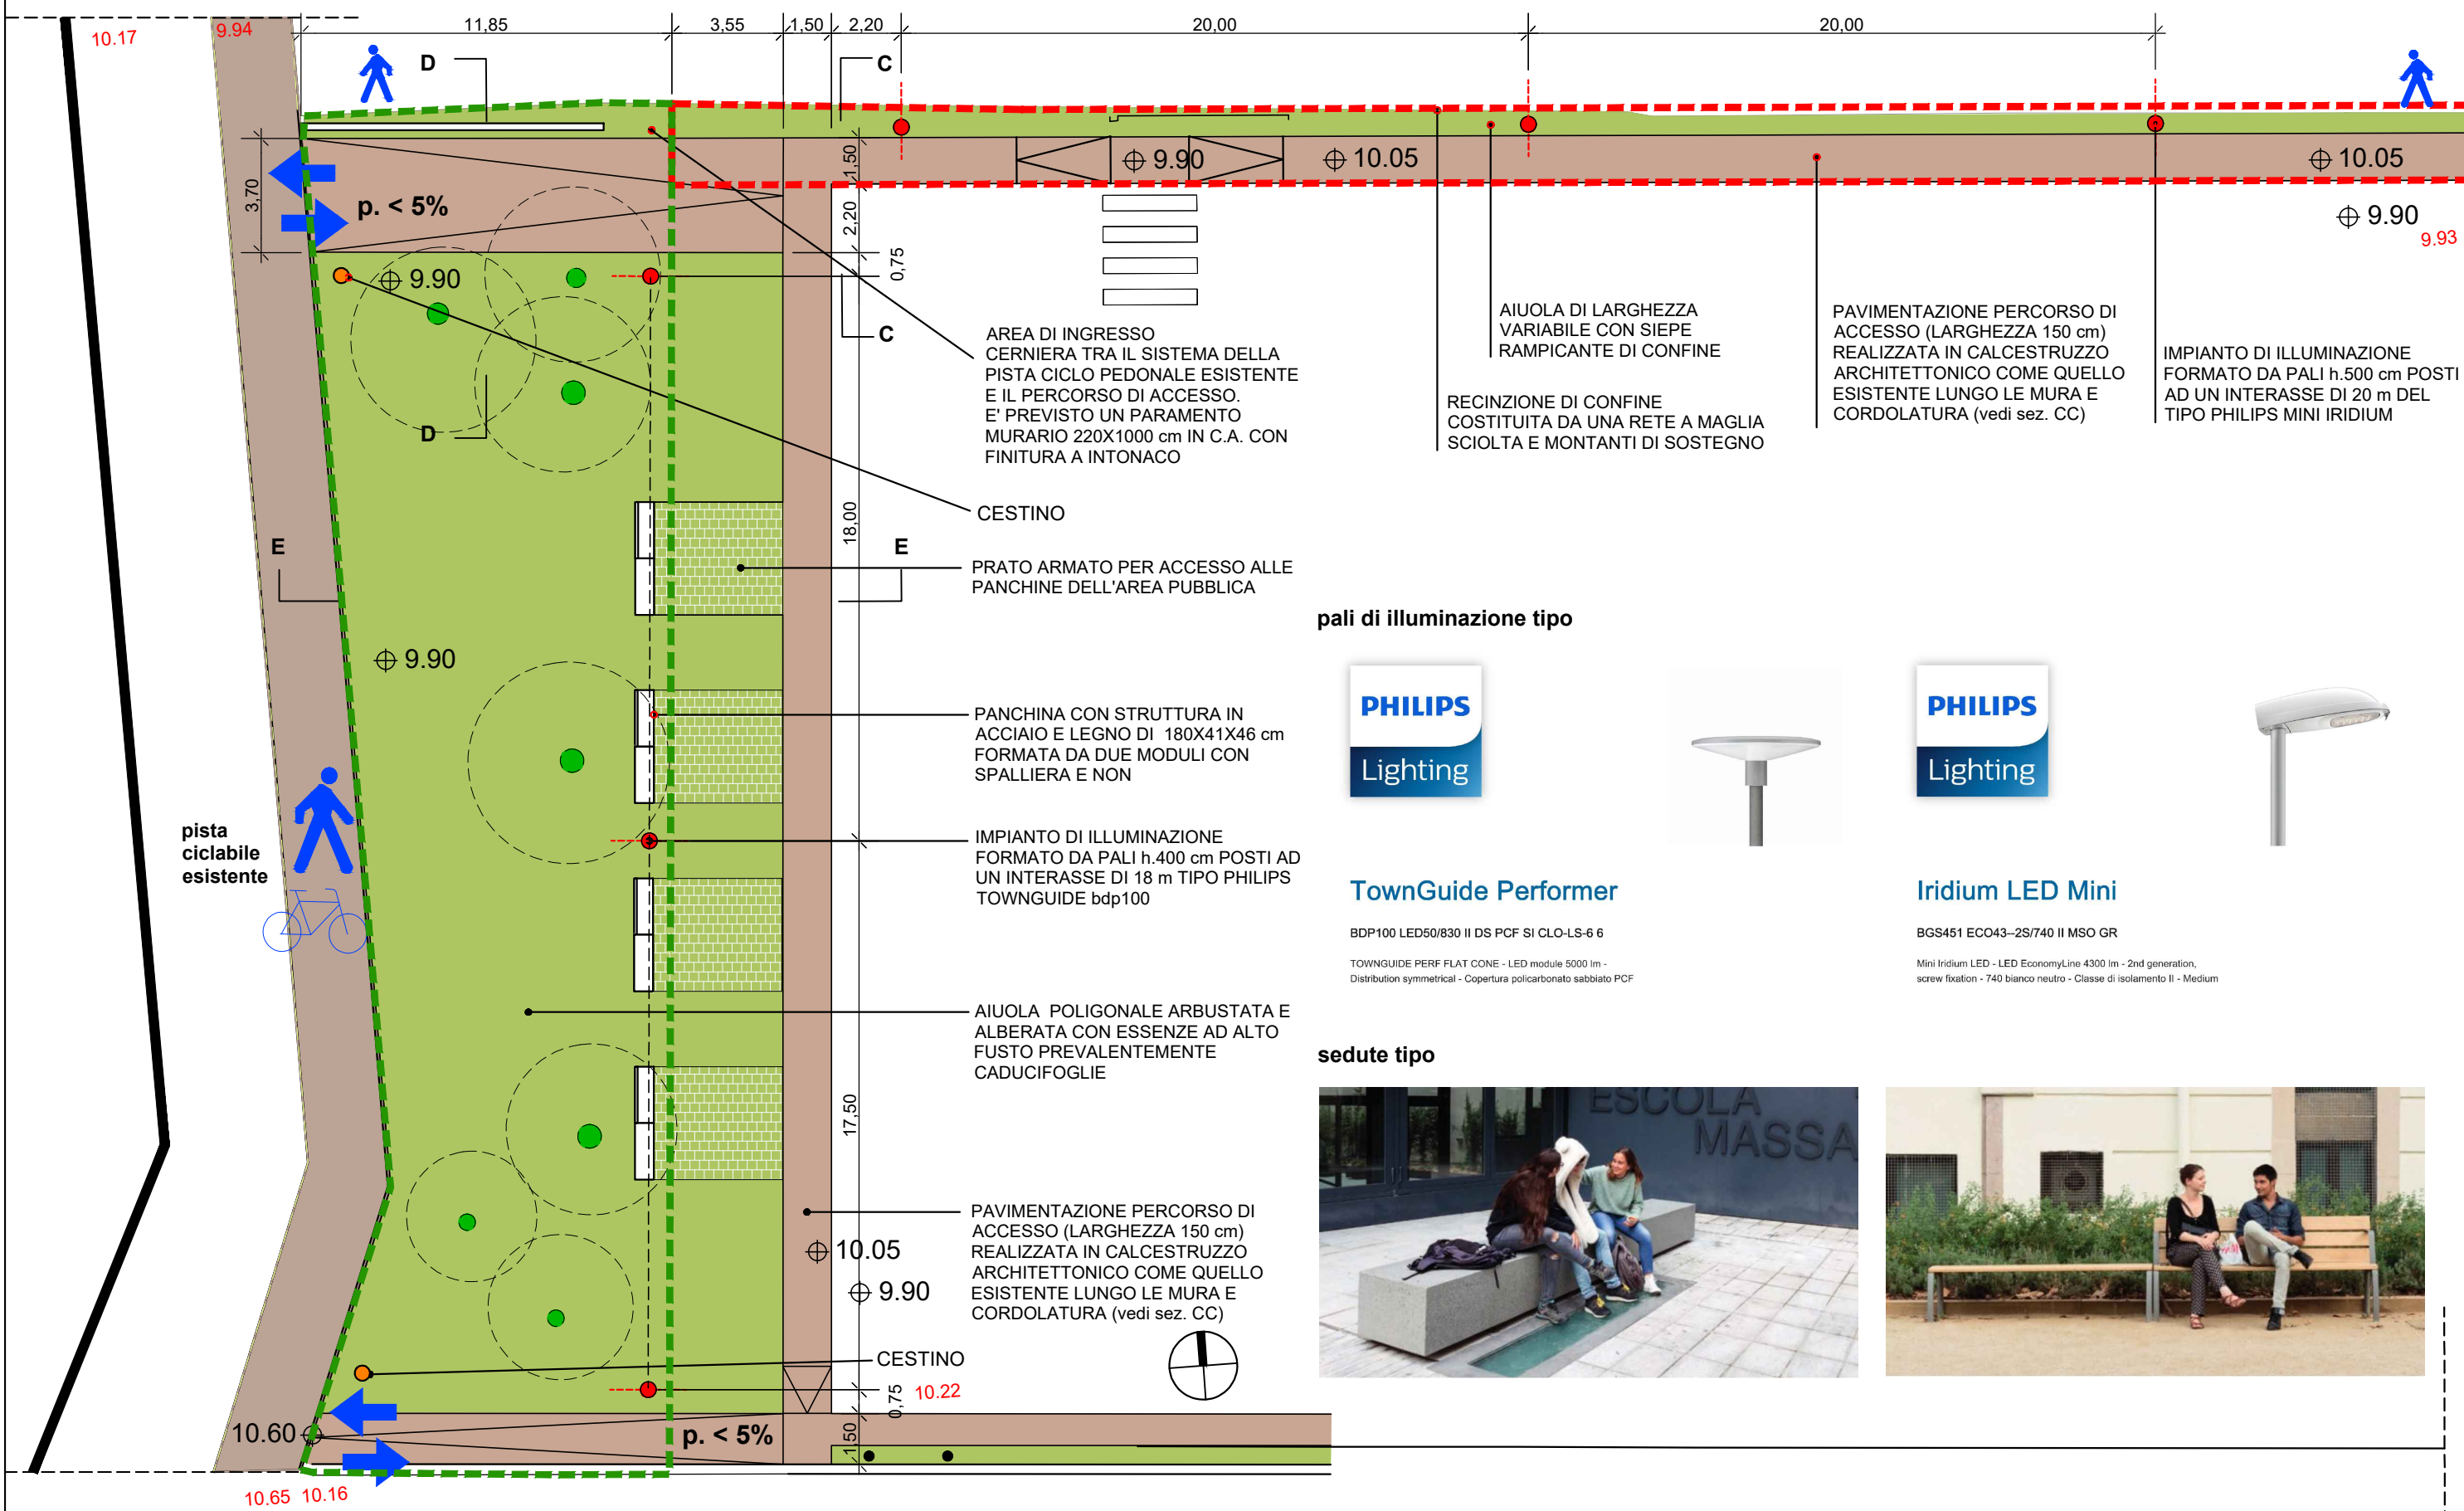 11,85
3,55
1,50
2,20
20,00
20,00
10.17
9.94
D
C
3,70
p. < 5%
1,50
9.90
10.05
10.05
2,20
9.90
9.93
0,75
9.90
C
D
AREA DI INGRESSO
CERNIERA TRA IL SISTEMA DELLA
PISTA CICLO PEDONALE ESISTENTE
E IL PERCORSO DI ACCESSO.
E' PREVISTO UN PARAMENTO
MURARIO 220X1000 cm IN C.A. CON
FINITURA A INTONACO
AIUOLA DI LARGHEZZA
VARIABILE CON SIEPE
RAMPICANTE DI CONFINE
RECINZIONE DI CONFINE
COSTITUITA DA UNA RETE A MAGLIA
SCIOLTA E MONTANTI DI SOSTEGNO
PAVIMENTAZIONE PERCORSO DI
ACCESSO (LARGHEZZA 150 cm)
REALIZZATA IN CALCESTRUZZO
ARCHITETTONICO COME QUELLO
ESISTENTE LUNGO LE MURA E
CORDOLATURA (vedi sez. CC)
IMPIANTO DI ILLUMINAZIONE
FORMATO DA PALI h.500 cm POSTI
AD UN INTERASSE DI 20 m DEL
TIPO PHILIPS MINI IRIDIUM
CESTINO
18,00
E
E
PRATO ARMATO PER ACCESSO ALLE
PANCHINE DELL'AREA PUBBLICA
9.90
PANCHINA CON STRUTTURA IN
ACCIAIO E LEGNO DI 180X41X46 cm
FORMATA DA DUE MODULI CON
SPALLIERA E NON
pista
ciclabile
esistente
IMPIANTO DI ILLUMINAZIONE
FORMATO DA PALI h.400 cm POSTI AD
UN INTERASSE DI 18 m TIPO PHILIPS
TOWNGUIDE bdp100
AIUOLA POLIGONALE ARBUSTATA E
ALBERATA CON ESSENZE AD ALTO
FUSTO PREVALENTEMENTE
CADUCIFOGLIE
17,50
PAVIMENTAZIONE PERCORSO DI
ACCESSO (LARGHEZZA 150 cm)
REALIZZATA IN CALCESTRUZZO
ARCHITETTONICO COME QUELLO
ESISTENTE LUNGO LE MURA E
CORDOLATURA (vedi sez. CC)
10.05
9.90
CESTINO
0,75
10.22
10.60
p. < 5%
1,50
10.65
10.16
pali di illuminazione tipo
PHILIPS
Lighting
TownGuide Performer
BDP100 LED50/830 II DS PCF SI CLO-LS-6 6
TOWNGUIDE PERF FLAT CONE - LED module 5000 lm -
Distribution symmetrical - Copertura policarbonato sabbiato PCF
PHILIPS
Lighting
Iridium LED Mini
BGS451 ECO43--2S/740 II MSO GR
Mini Iridium LED - LED EconomyLine 4300 lm - 2nd generation,
screw fixation - 740 bianco neutro - Classe di isolamento II - Medium
sedute tipo
ESCOLA
MASSA